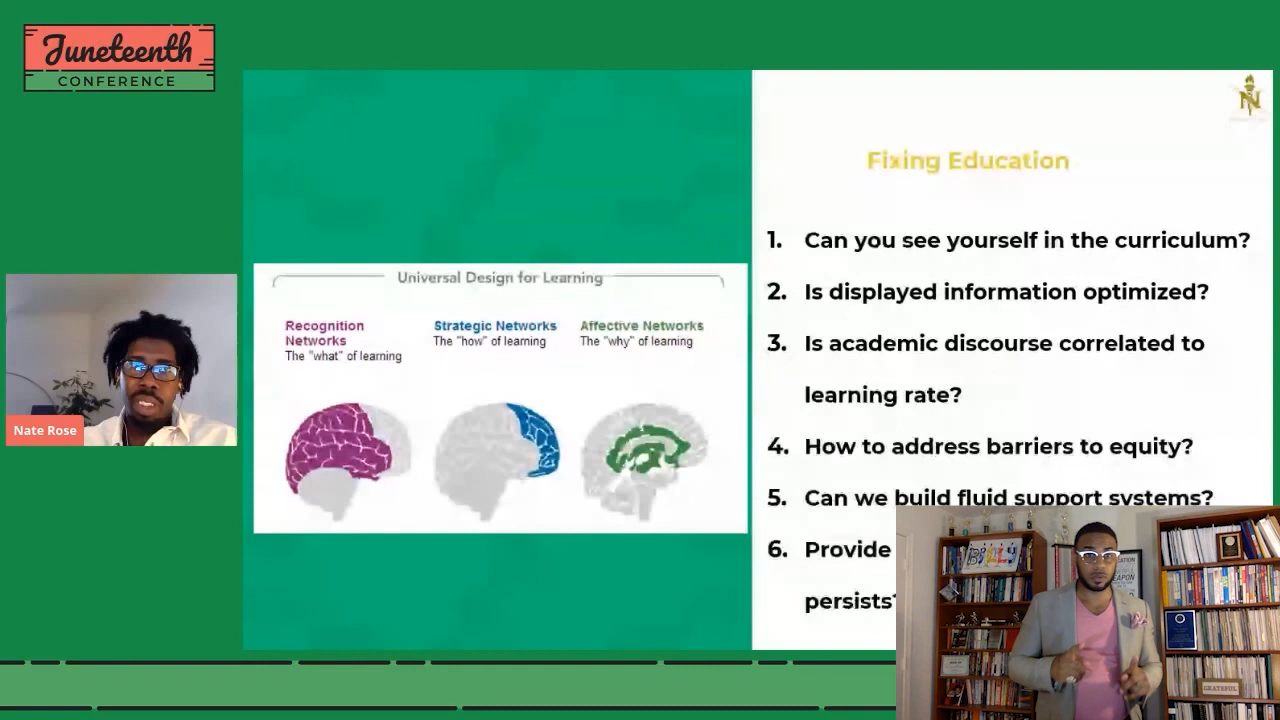 Juneteenth
CONFERENCE
Nate Rose
Universal Design for Learning
Recognition
Networks
The "what" of learning
Strategic Networks
The "how" of learning
Affective Networks
The "why" of learning
N
Fixing Education
1. Can you see yourself in the curriculum?
2. Is displayed information optimized?
3. Is academic discourse correlated to
learning rate?
4. How to address barriers to equity?
5. Can we build fluid support systems?
6. Provide
persists?
GRATEFUL